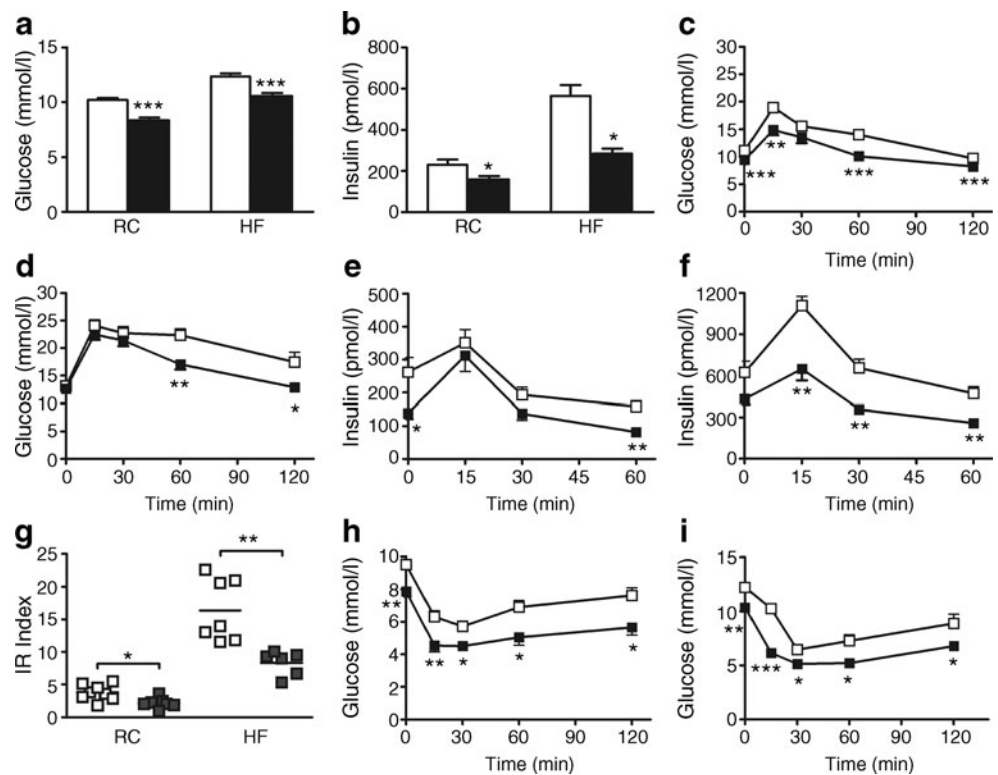 a
Glucose (mmol/l)
15
10
5
0
***
***
RC HF
b
Insulin (pmol/l)
800
600
400
200
0
*
*
RC HF
c
Glucose (mmol/l)
30
25
20
15
10
5
0
***
**
***
***
0 30 60 90 120
Time (min)
d
Glucose (mmol/l)
30
25
20
15
10
5
0
**
*
0 30 60 90 120
Time (min)
e
Insulin (pmol/l)
500
400
300
200
100
0
*
**
0 15 30 45 60
Time (min)
f
Insulin (pmol/l)
1200
900
600
300
0
**
**
**
0 15 30 45 60
Time (min)
g
IR Index
25
20
15
10
5
0
*
**
RC HF
h
Glucose (mmol/l)
10
8
6
4
2
0
**
**
*
*
*
0 30 60 90 120
Time (min)
i
Glucose (mmol/l)
15
10
5
0
**
***
*
*
*
0 30 60 90 120
Time (min)